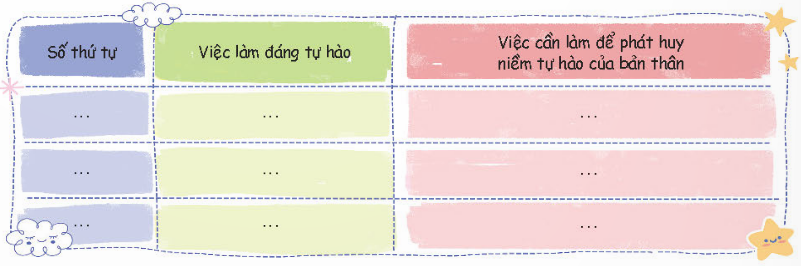 Số thứ tự
Việc làm đáng tự hào
Việc cần làm để phát huy
niềm tự hào của bản thân
... ... ...
... ... ...
... ... ...